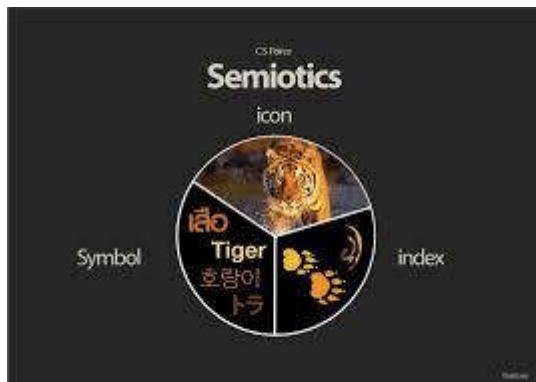 CS Peirce
Semiotics
icon
เสือ
Tiger
호랑이
トラ
Symbol
index